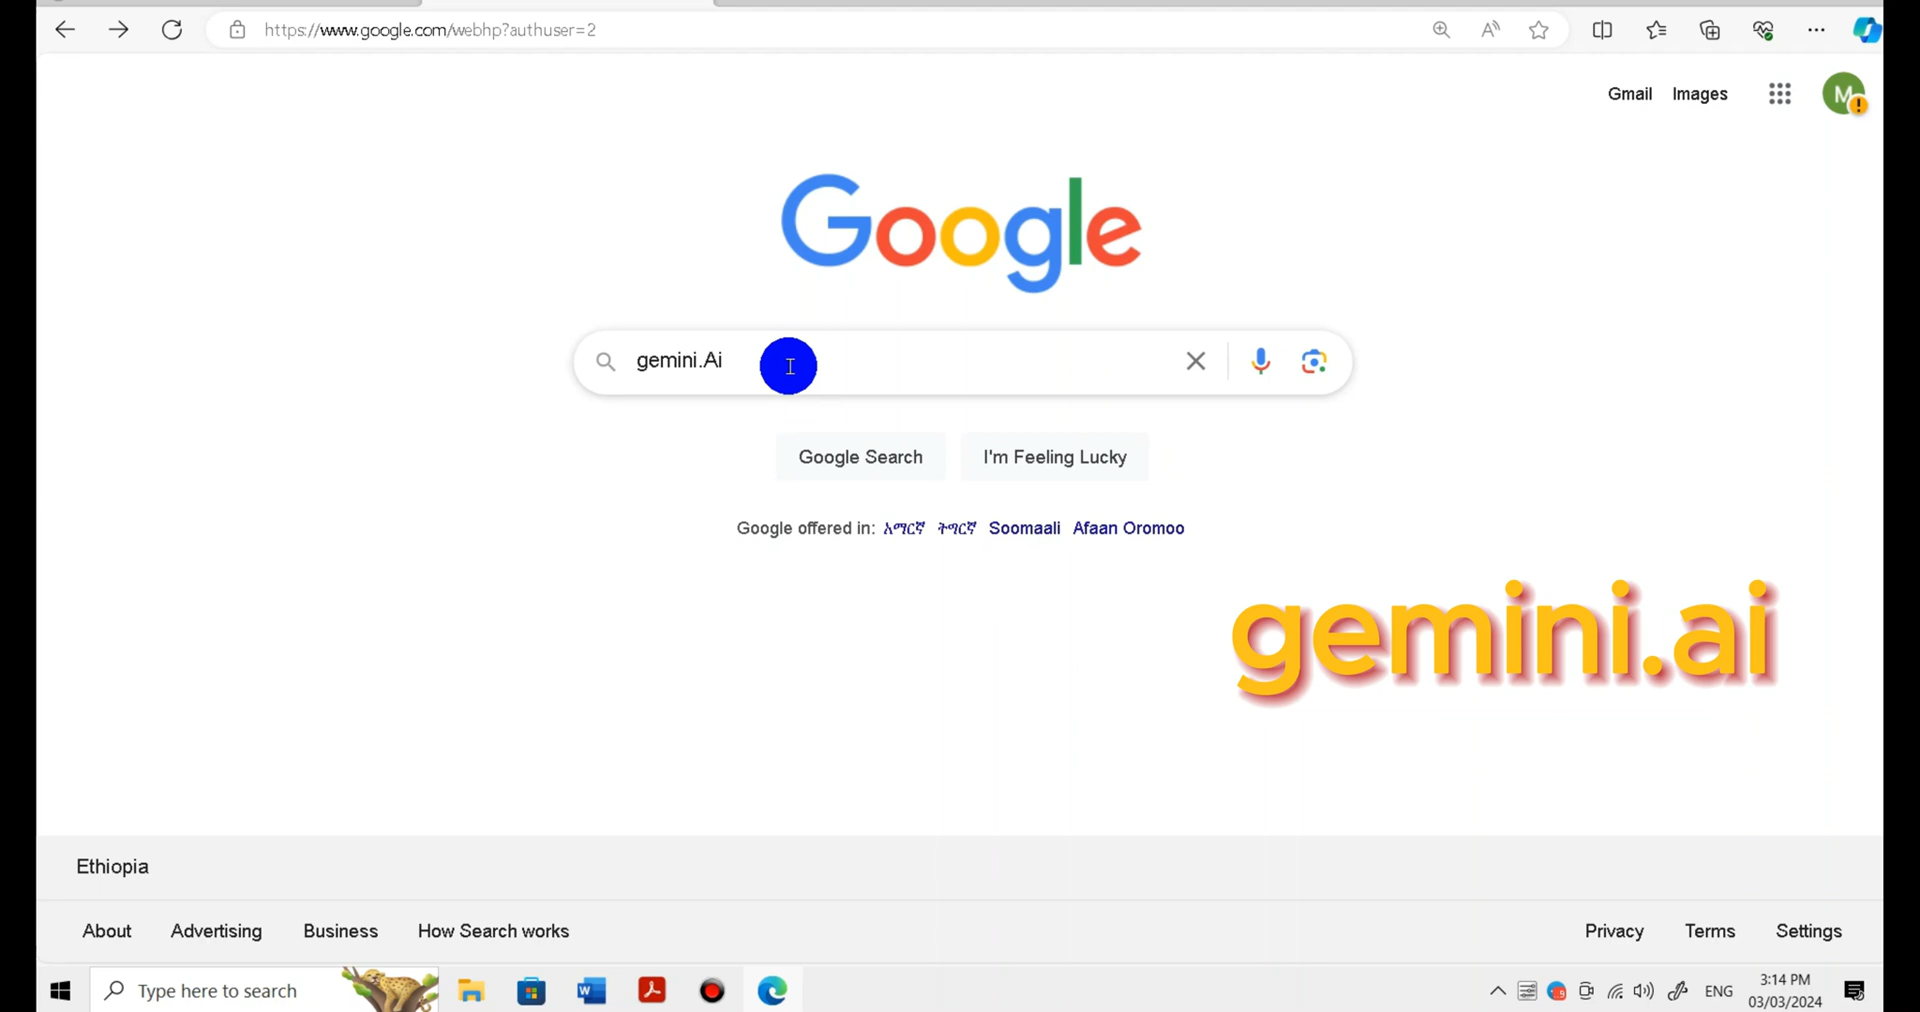 https://www.google.com/webhp?authuser=2
Gmail Images
M
Google
gemini.Ai
Google Search I'm Feeling Lucky
Google offered in: አማርኛ ትግርኛ Soomaali Afaan Oromoo
gemini.ai
Ethiopia
About Advertising Business How Search works Privacy Terms Settings
Type here to search
ENG
3:14 PM
03/03/2024